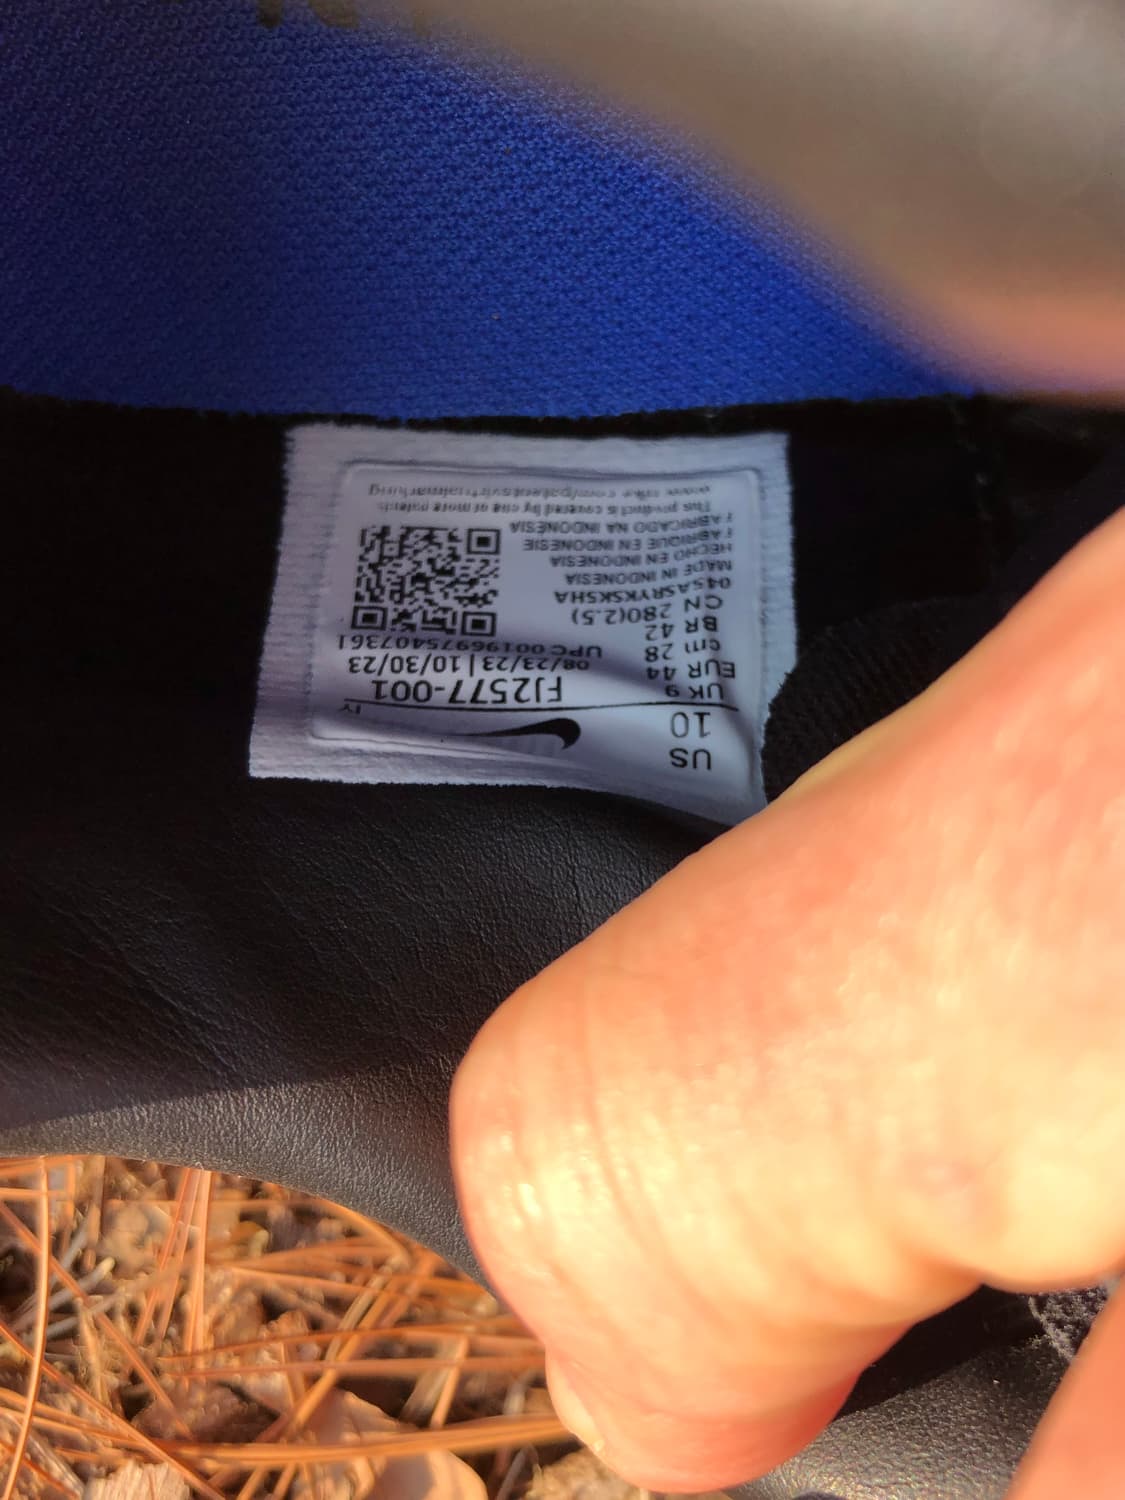 US
10
UK 9
EUR 44
cm 28
BR 42
CN 280(2.5)
FJ2577-001
08/23/23 | 10/30/23
UPC 00196975407361
04SASRYKSKSHA
MADE IN INDONESIA
HECHO EN INDONESIA
FABRIQUE EN INDONESIE
FABRICADO NA INDONESIA
This product is covered by one or more patents
www.nike.com/patentsvirtualmarking